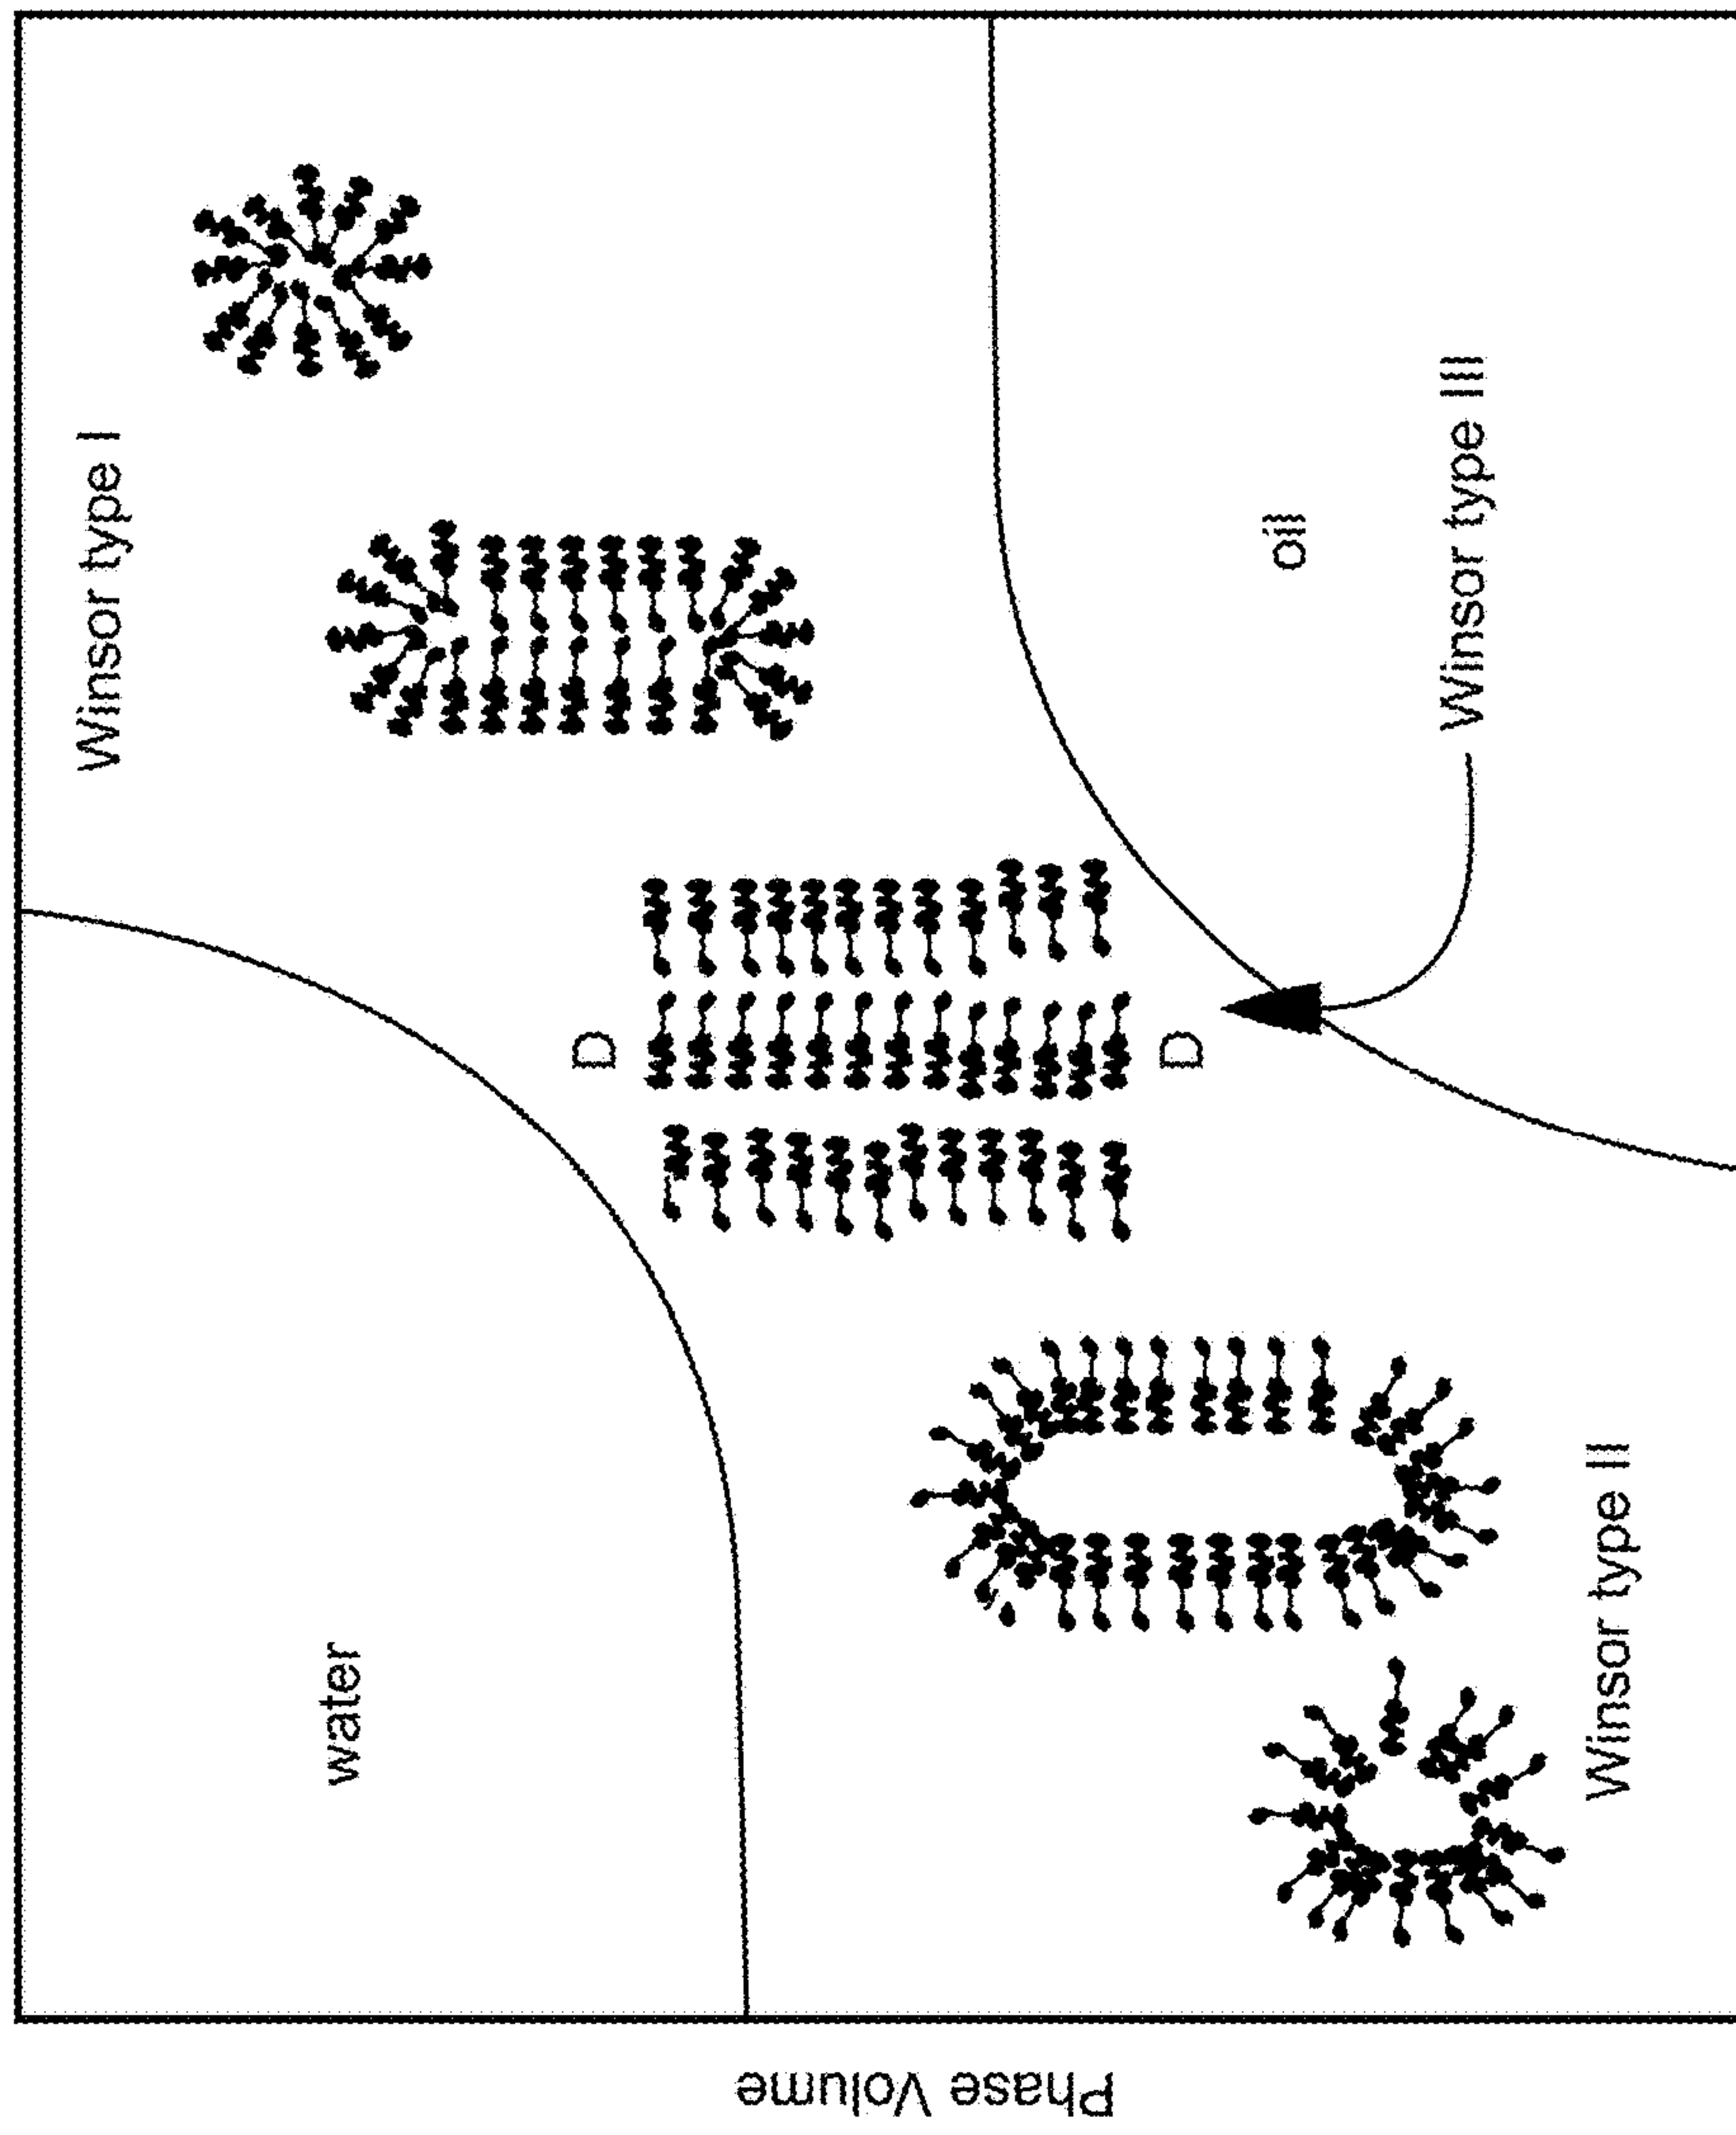 Winsor type I
water
D
D
oil
Winsor type III
Winsor type II
Phase Volume